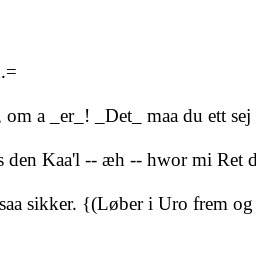 .=
, om a _er_! _Det_ maa du ett sej
s den Kaa'l -- æh -- hwor mi Ret d
saa sikker. {(Løber i Uro frem og